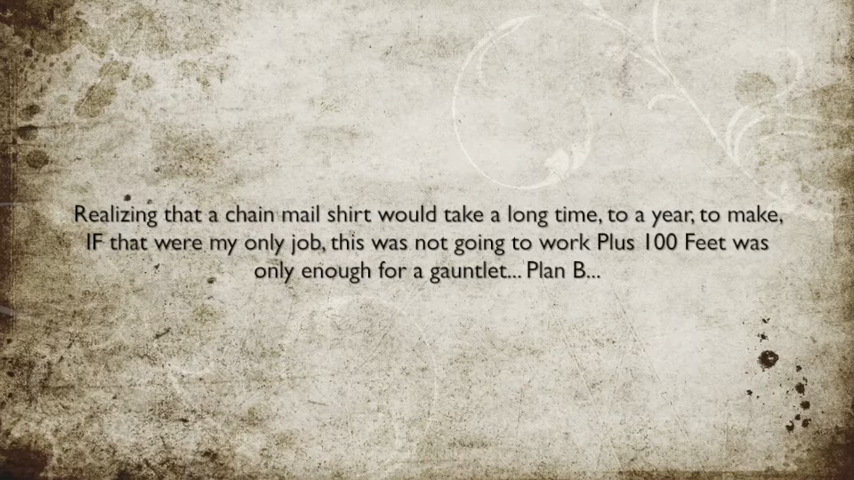 Realizing that a chain mail shirt would take a long time, to a year, to make,
IF that were my only job, this was not going to work Plus 100 Feet was
only enough for a gauntlet... Plan B...